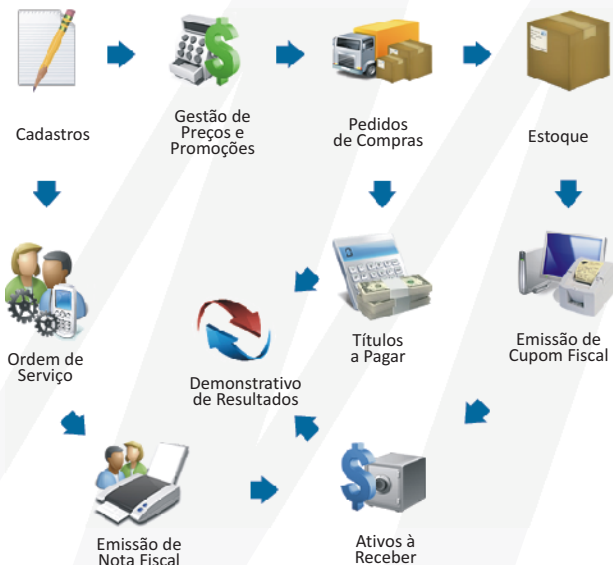 Cadastros
Gestão de
Preços e
Promoções
Pedidos
de Compras
Estoque
Ordem de
Serviço
Demonstrativo
de Resultados
Títulos
a Pagar
Emissão de
Cupom Fiscal
Emissão de
Nota Fiscal
Ativos à
Receber